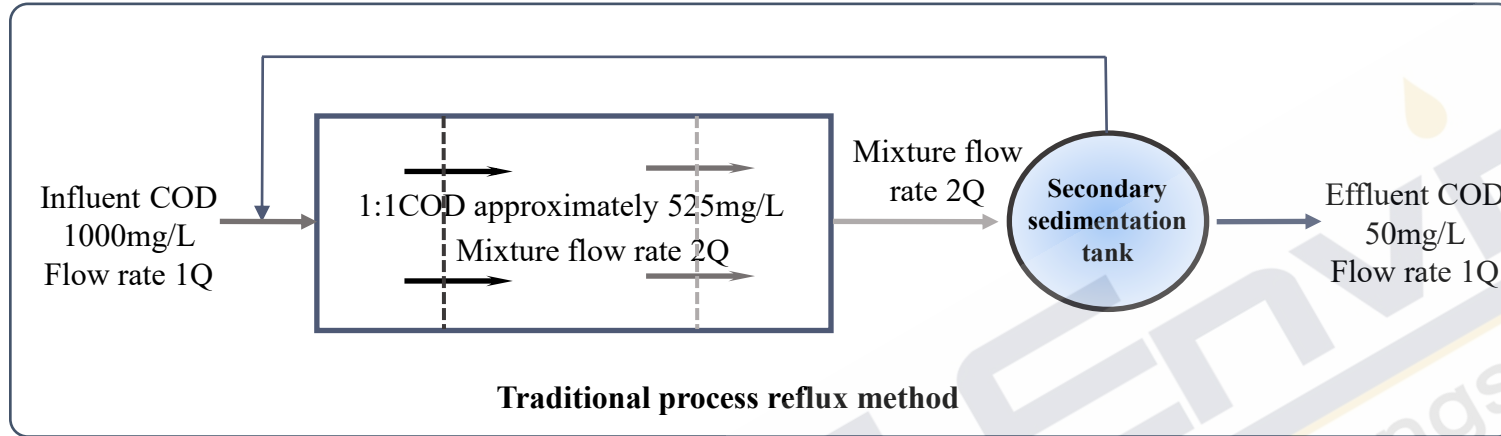 Influent COD
1000mg/L
Flow rate 1Q
1:1COD approximately 525mg/L
Mixture flow rate 2Q
Mixture flow
rate 2Q
Secondary
sedimentation
tank
Effluent COD
50mg/L
Flow rate 1Q
Traditional process reflux method